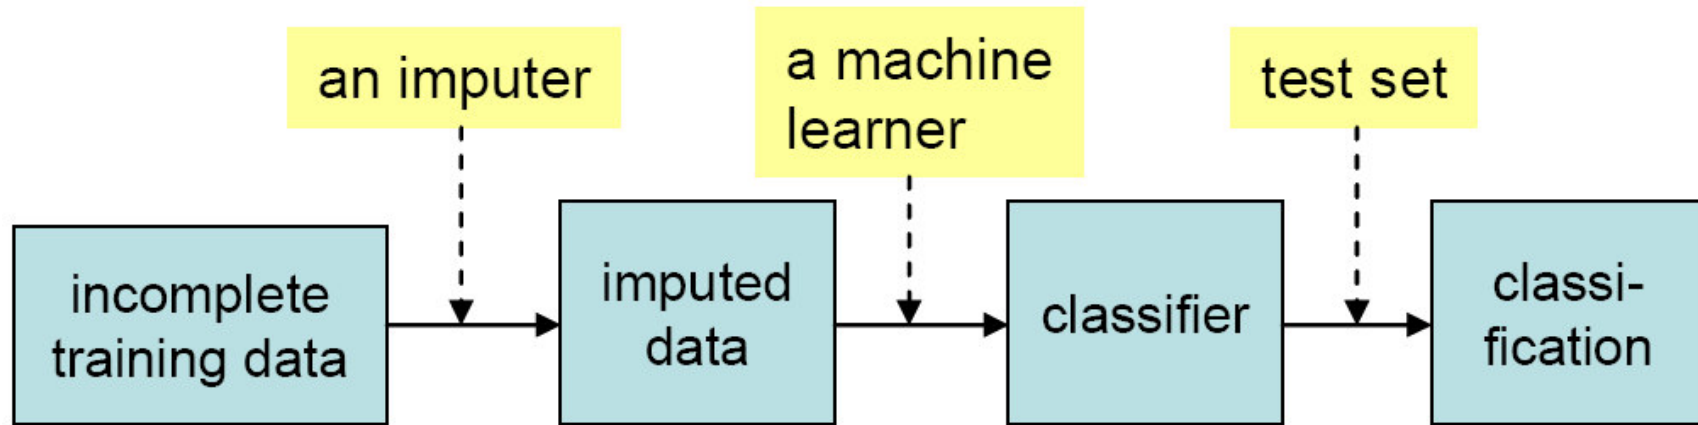 an imputer
a machine
learner
test set
incomplete
training data
imputed
data
classifier
classi-
fication